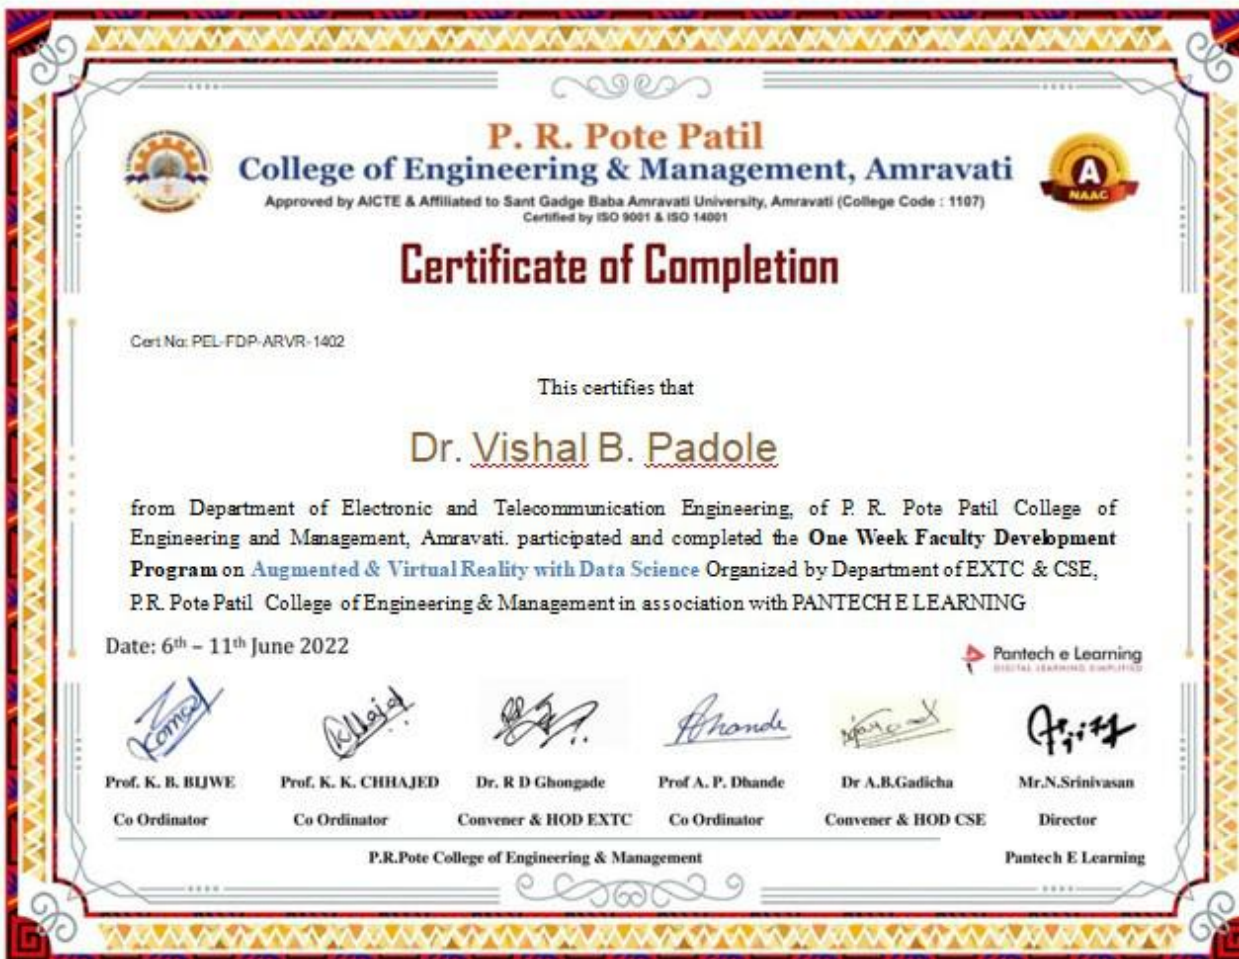 P. R. Pote Patil
College of Engineering & Management, Amravati
Approved by AICTE & Affiliated to Sant Gadge Baba Amravati University, Amravati (College Code : 1107)
Certified by ISO 9001 & ISO 14001
A
NAAC
Certificate of Completion
Cert No: PEL-FDP-ARVR-1402
This certifies that
Dr. Vishal B. Padole
from Department of Electronic and Telecommunication Engineering, of P. R. Pote Patil College of
Engineering and Management, Amravati. participated and completed the One Week Faculty Development
Program on Augmented & Virtual Reality with Data Science Organized by Department of EXTC & CSE,
P.R. Pote Patil College of Engineering & Management in association with PANTECH E LEARNING
Date: 6th – 11th June 2022
Pantech e Learning
DIGITAL LEARNING SIMPLIFIED
Prof. K. B. BIJWE Prof. K. K. CHHAJED Dr. R D Ghongade Prof A. P. Dhande Dr A.B.Gadicha Mr.N.Srinivasan
Co Ordinator Co Ordinator Convener & HOD EXTC Co Ordinator Convener & HOD CSE Director
P.R.Pote College of Engineering & Management Pantech E Learning